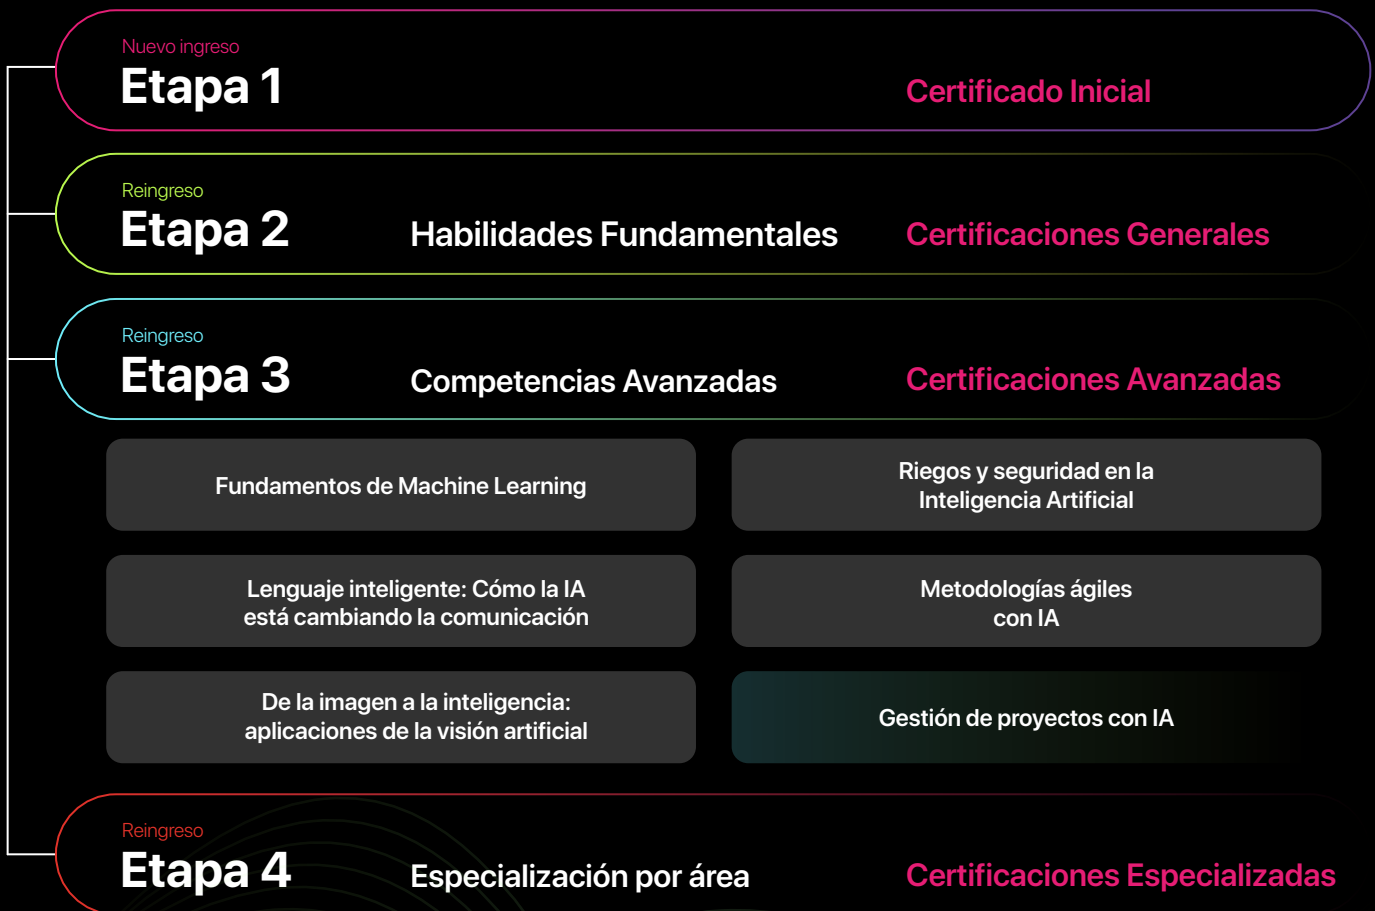 Nuevo ingreso
Etapa 1
Certificado Inicial
Reingreso
Etapa 2
Habilidades Fundamentales
Certificaciones Generales
Reingreso
Etapa 3
Competencias Avanzadas
Certificaciones Avanzadas
Fundamentos de Machine Learning
Riegos y seguridad en la
Inteligencia Artificial
Lenguaje inteligente: Cómo la IA
está cambiando la comunicación
Metodologías ágiles
con IA
De la imagen a la inteligencia:
aplicaciones de la visión artificial
Gestión de proyectos con IA
Reingreso
Etapa 4
Especialización por área
Certificaciones Especializadas